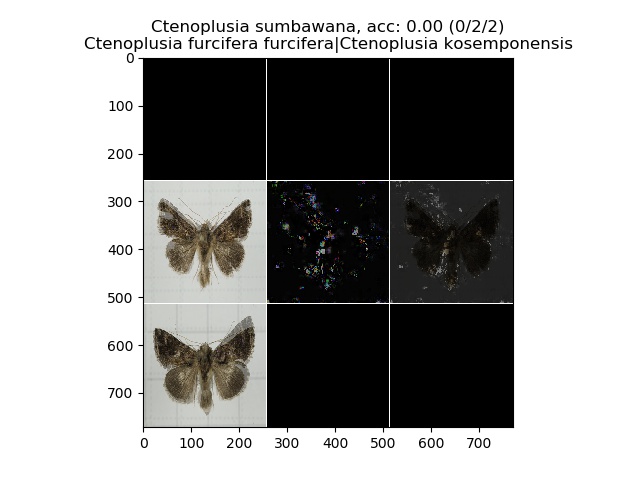 Ctenoplusia sumbawana, acc: 0.00 (0/2/2)
Ctenoplusia furcifera furcifera|Ctenoplusia kosemponensis
0
100
200
300
400
500
600
700
0 100 200 300 400 500 600 700